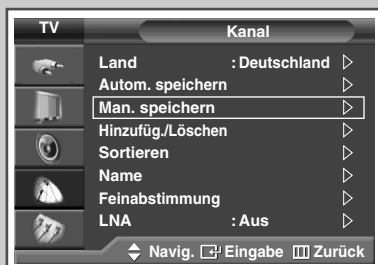 TV
Kanal
Land : Deutschland
Autom. speichern
Man. speichern
Hinzufüg./Löschen
Sortieren
Name
Feinabstimmung
LNA : Aus
Navig. Eingabe Zurück